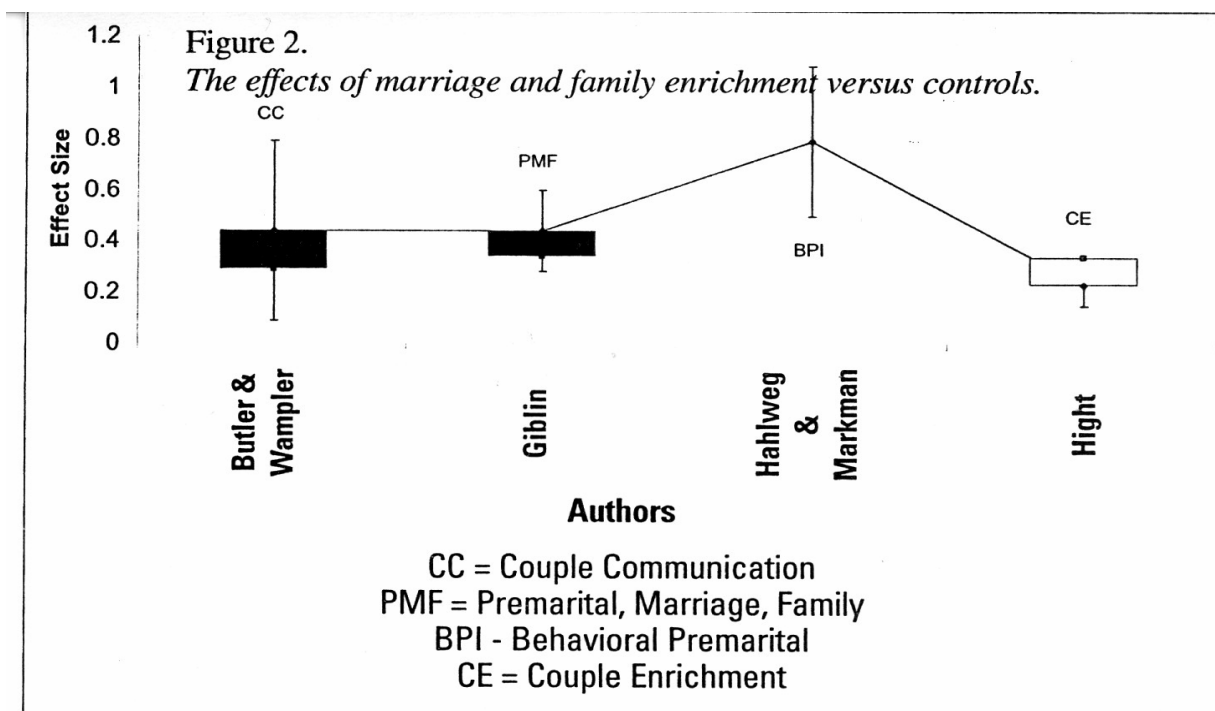 Figure 2.
The effects of marriage and family enrichment versus controls.
1.2
1
0.8
0.6
0.4
0.2
0
Effect Size
CC
PMF
BPI
CE
Butler &
Wampler
Giblin
Hahlweg
&
Markman
Hight
Authors
CC = Couple Communication
PMF = Premarital, Marriage, Family
BPI - Behavioral Premarital
CE = Couple Enrichment